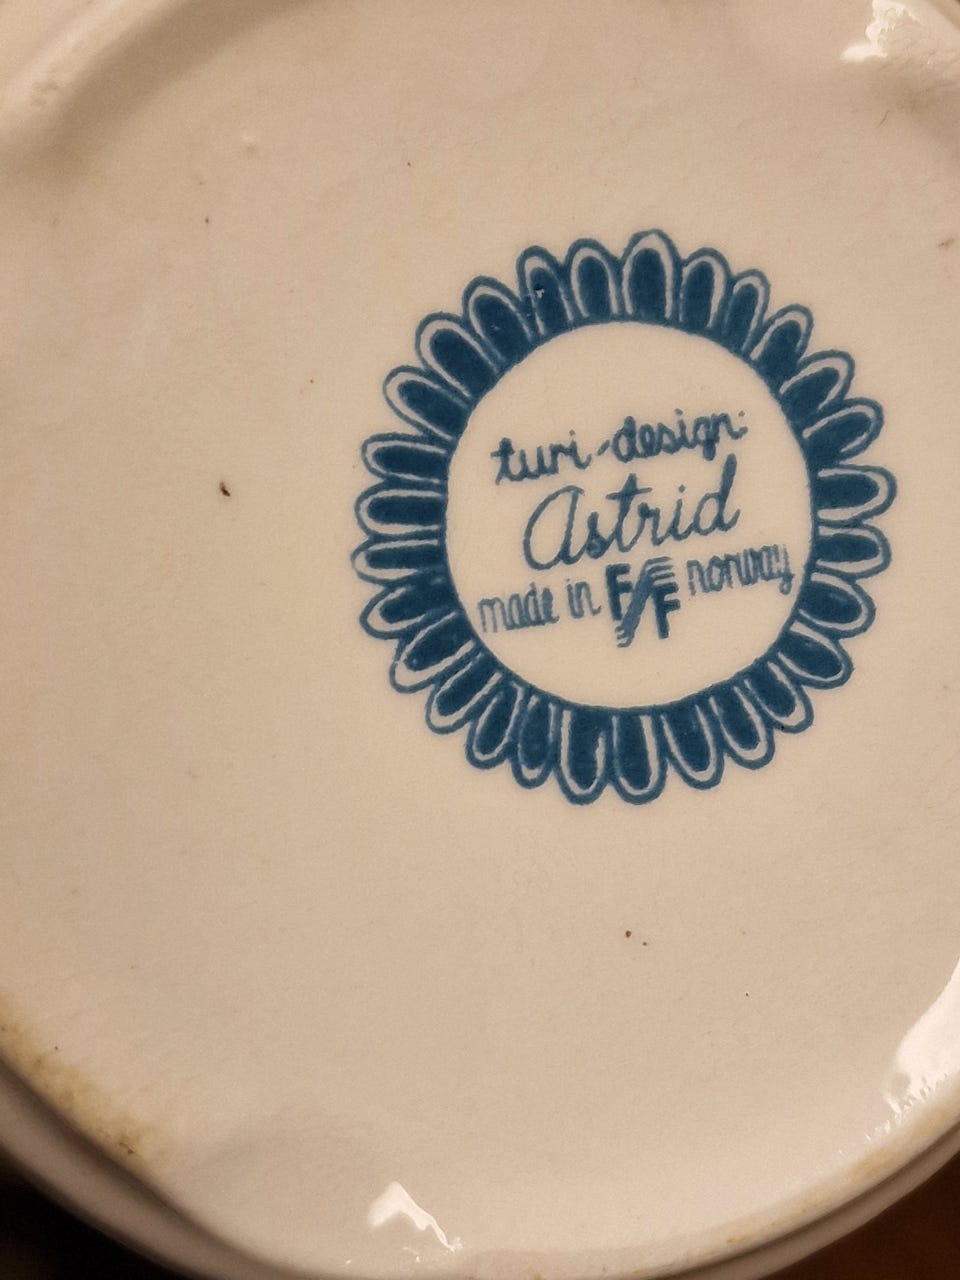 turi-design:
Astrid
made in F/F norway